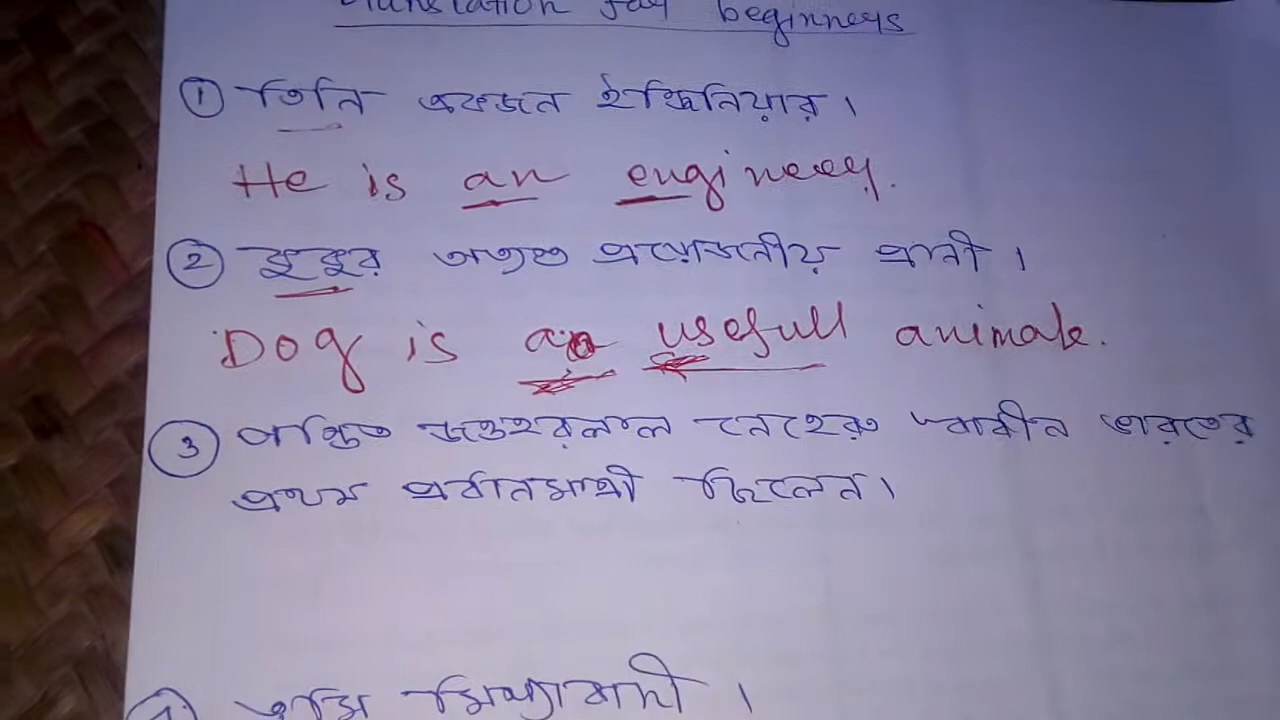 translation for beginners
① তিনি একজন ইঞ্জিনিয়ার।
He is an engineer.
② কুকুর অত্যন্ত প্রয়োজনীয় প্রানী।
Dog is a usefull animale.
③ পণ্ডিত জওহরলাল নেহেরু স্বাধীন ভারতের
প্রথম প্রধানমন্ত্রী ছিলেন।
④ তুমি মিথ্যাবাদী।